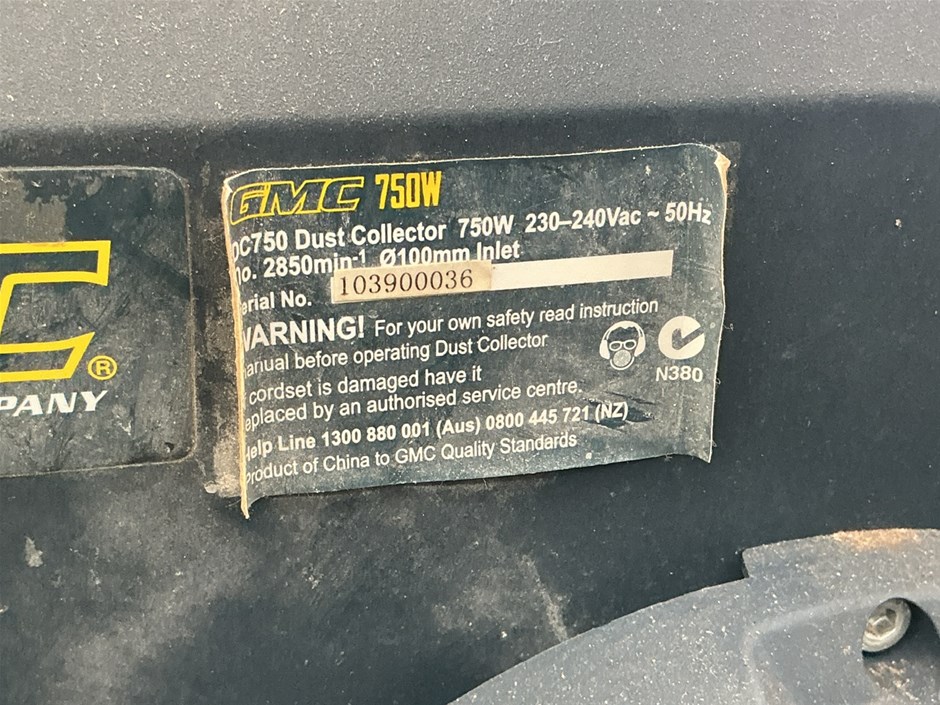 GMC 750W
DC750 Dust Collector 750W 230–240Vac ~ 50Hz
no. 2850min-1 Ø100mm Inlet
erial No. 103900036
WARNING! For your own safety read instruction
anual before operating Dust Collector
cordset is damaged have it
eplaced by an authorised service centre.
Help Line 1300 880 001 (Aus) 0800 445 721 (NZ)
Product of China to GMC Quality Standards
N380
C®
PANY